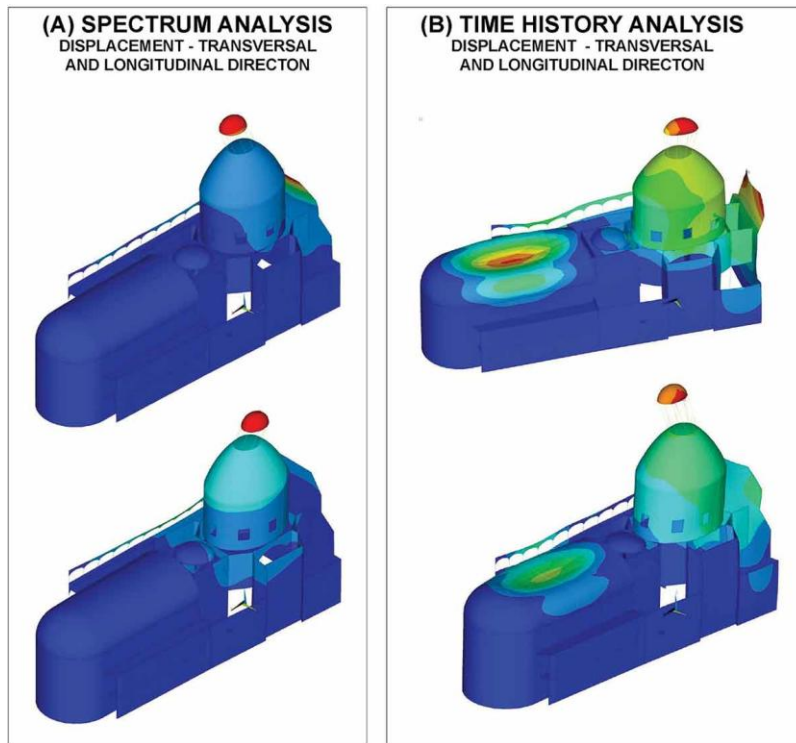 (A) SPECTRUM ANALYSIS
DISPLACEMENT - TRANSVERSAL
AND LONGITUDINAL DIRECTON
(B) TIME HISTORY ANALYSIS
DISPLACEMENT - TRANSVERSAL
AND LONGITUDINAL DIRECTON